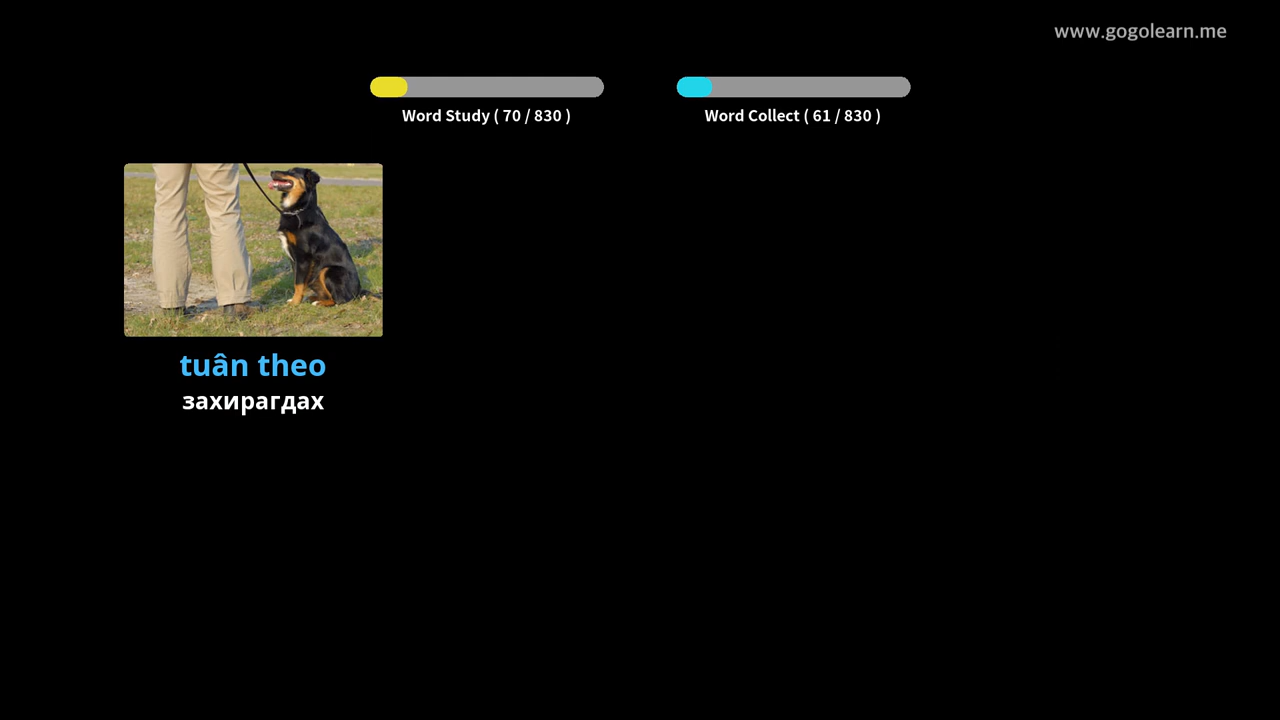 www.gogolearn.me
Word Study ( 70 / 830 )
Word Collect ( 61 / 830 )
tuân theo
захирагдах